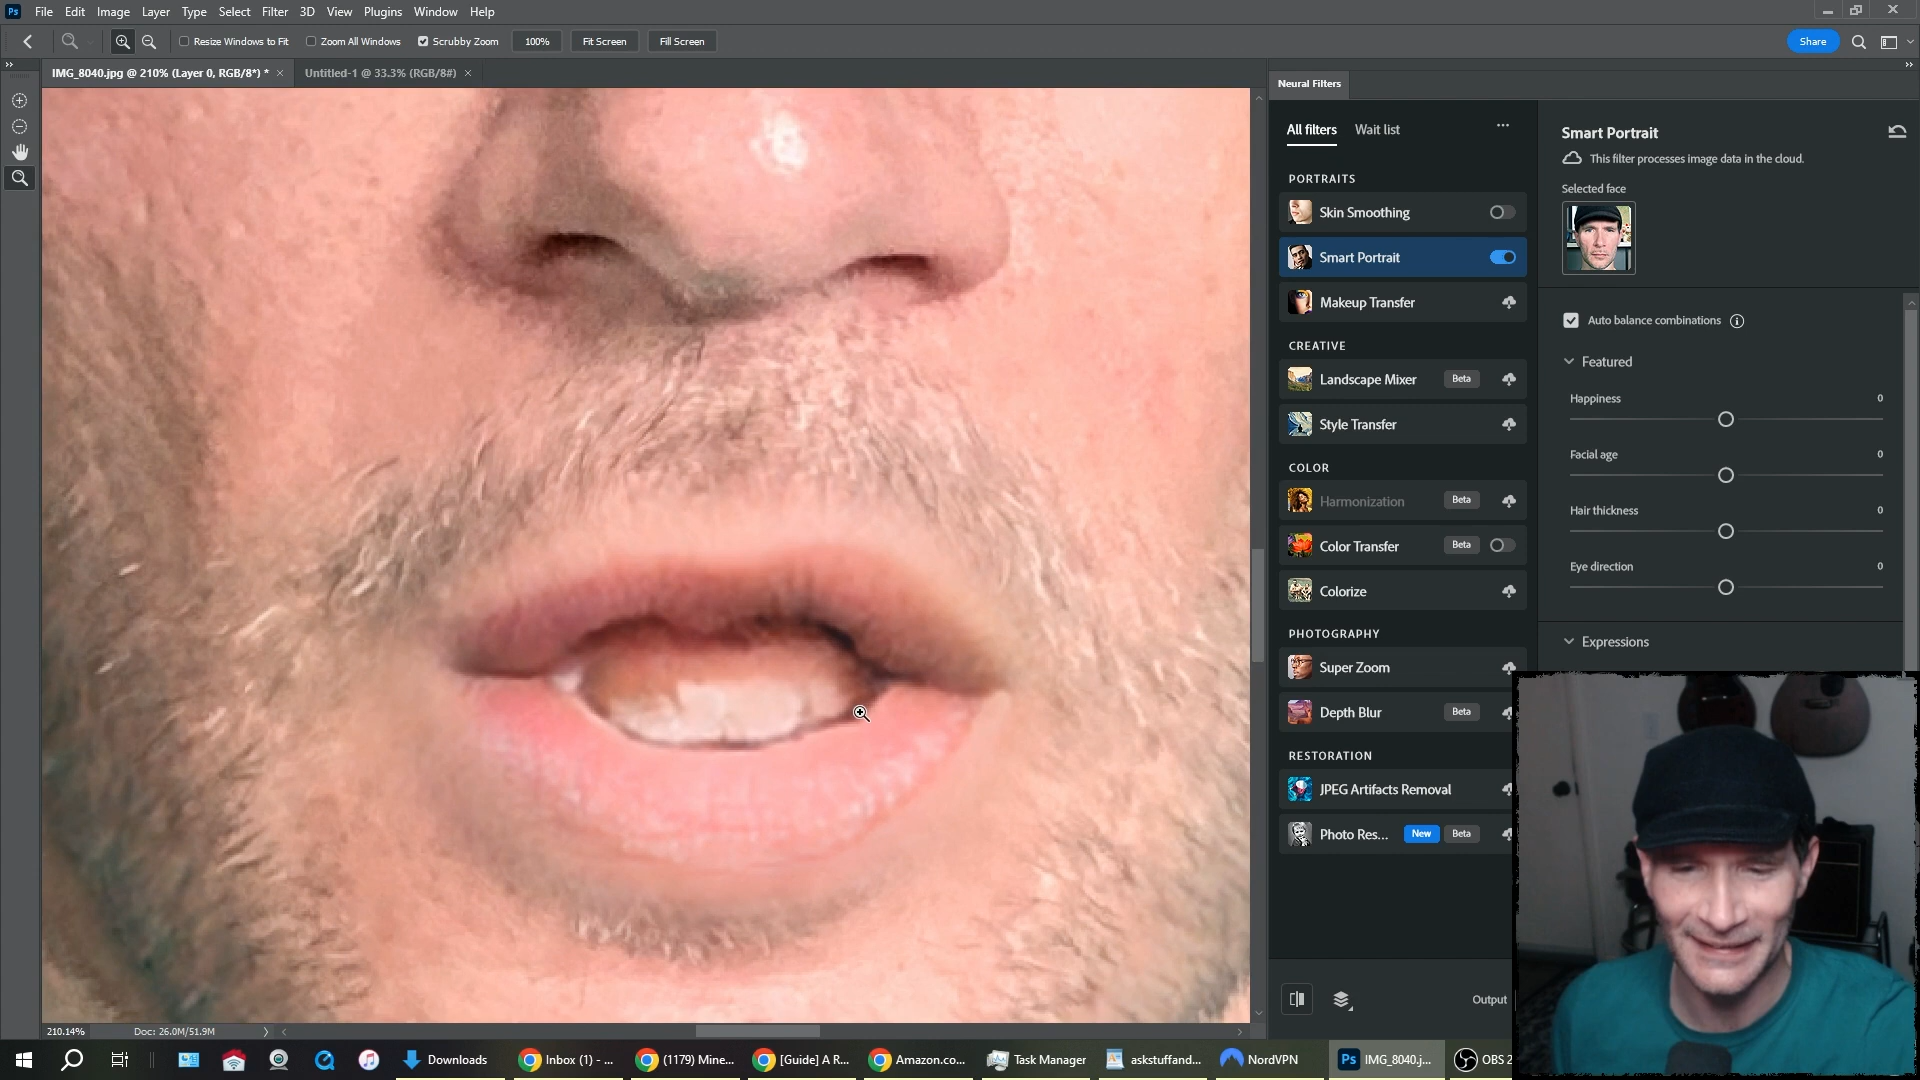 Ps File Edit Image Layer Type Select Filter 3D View Plugins Window Help
Resize Windows to Fit Zoom All Windows Scrubby Zoom 100% Fit Screen Fill Screen Share
IMG_8040.jpg @ 210% (Layer 0, RGB/8*) * × Untitled-1 @ 33.3% (RGB/8#) ×
Neural Filters
All filters Wait list ...
PORTRAITS
Skin Smoothing
Smart Portrait
Makeup Transfer
CREATIVE
Landscape Mixer Beta
Style Transfer
COLOR
Harmonization Beta
Color Transfer Beta
Colorize
PHOTOGRAPHY
Super Zoom
Depth Blur Beta
RESTORATION
JPEG Artifacts Removal
Photo Res... New Beta
Output
Smart Portrait
This filter processes image data in the cloud.
Selected face
Auto balance combinations
Featured
Happiness 0
Facial age 0
Hair thickness 0
Eye direction 0
Expressions
210.14% Doc: 26.0M/51.9M
Downloads Inbox (1) - ... (1179) Mine... [Guide] A R... Amazon.co... Task Manager askstuffand... NordVPN Ps IMG_8040.j... OBS 2